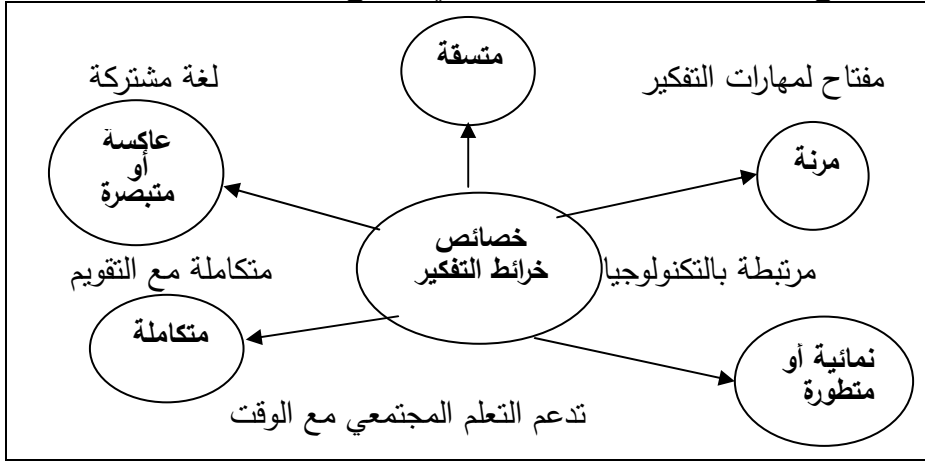 متسقة
مفتاح لمهارات التفكير
لغة مشتركة
مرنة
عاكسة
أو
متبصرة
خصائص
خرائط التفكير
مرتبطة بالتكنولوجيا
متكاملة مع التقويم
متكاملة
نمائية أو
متطورة
تدعم التعلم المجتمعي مع الوقت